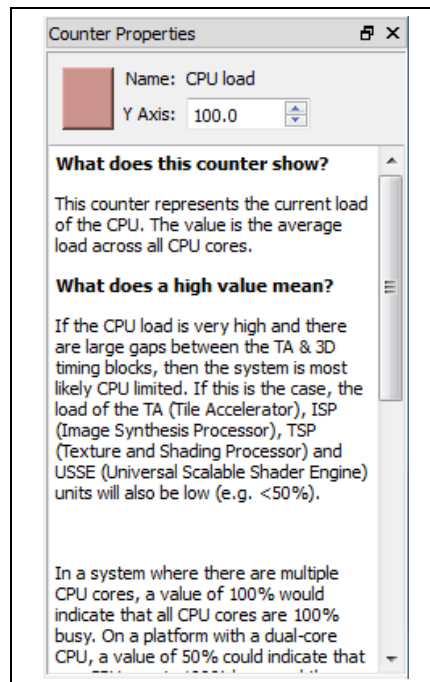 Counter Properties
Name: CPU load
Y Axis: 100.0
What does this counter show?
This counter represents the current load
of the CPU. The value is the average
load across all CPU cores.
What does a high value mean?
If the CPU load is very high and there
are large gaps between the TA & 3D
timing blocks, then the system is most
likely CPU limited. If this is the case, the
load of the TA (Tile Accelerator), ISP
(Image Synthesis Processor), TSP
(Texture and Shading Processor) and
USSE (Universal Scalable Shader Engine)
units will also be low (e.g. <50%).
In a system where there are multiple
CPU cores, a value of 100% would
indicate that all CPU cores are 100%
busy. On a platform with a dual-core
CPU, a value of 50% could indicate that